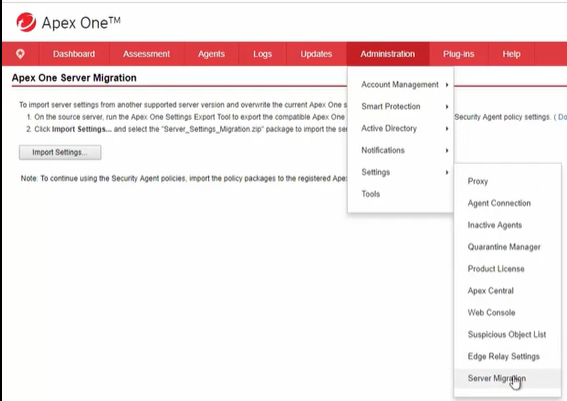 Apex One™
Dashboard Assessment Agents Logs Updates Administration Plug-ins Help
Apex One Server Migration
To import server settings from another supported server version and overwrite the current Apex One s
1. On the source server, run the Apex One Settings Export Tool to export the compatible Apex One
Security Agent policy settings. ( Do
2. Click Import Settings... and select the "Server_Settings_Migration.zip" package to import the se
Import Settings...
Note: To continue using the Security Agent policies, import the policy packages to the registered Ape
Account Management
Smart Protection
Active Directory
Notifications
Settings
Tools
Proxy
Agent Connection
Inactive Agents
Quarantine Manager
Product License
Apex Central
Web Console
Suspicious Object List
Edge Relay Settings
Server Migration